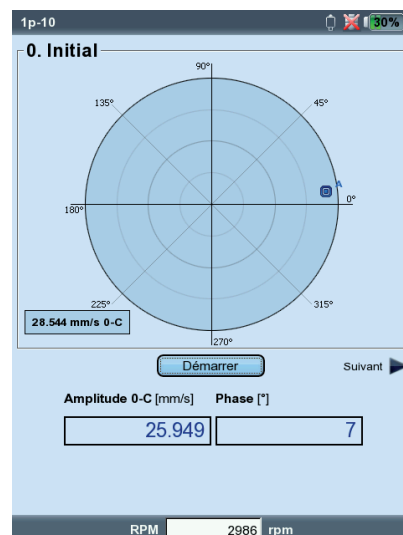 1p-10 30%
0. Initial
90°
135° 45°
A
180° 0°
225° 315°
28.544 mm/s 0-C
270°
Démarrer Suivant
Amplitude 0-C [mm/s] Phase [°]
25.949 7
RPM 2986 rpm